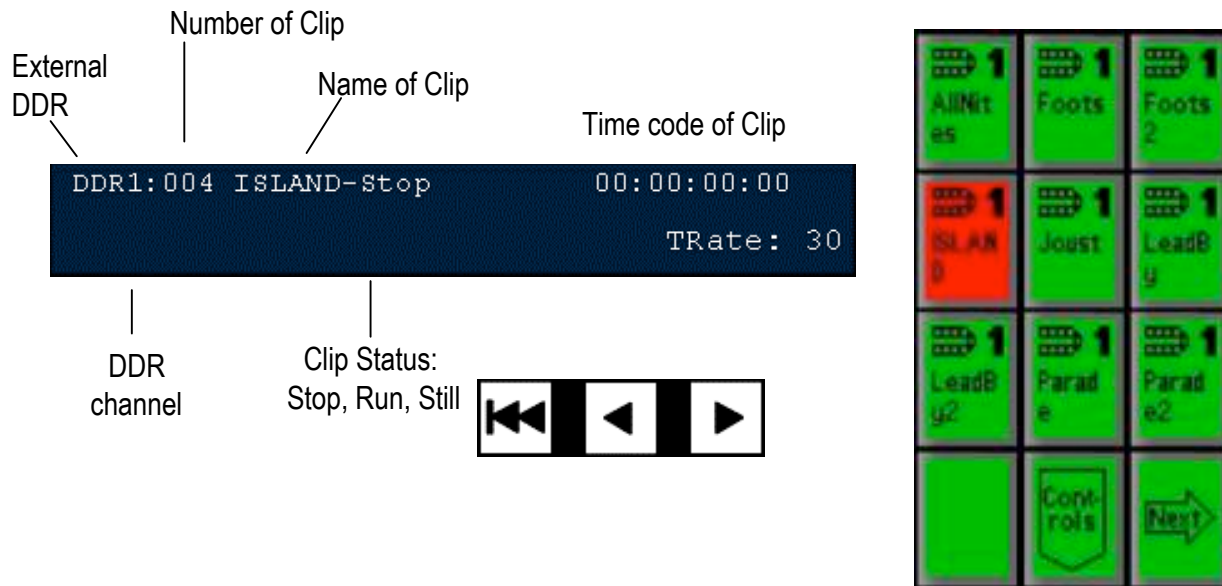 Number of Clip
External
DDR
Name of Clip
Time code of Clip
DDR1:004 ISLAND-Stop 00:00:00:00
TRate: 30
DDR
channel
Clip Status:
Stop, Run, Still
1
AllNit
es
1
Foots
1
Foots
2
1
ISLAN
D
1
Joust
1
LeadB
y
1
LeadB
y2
1
Parad
e
1
Parad
e2
Cont-
rols
Next